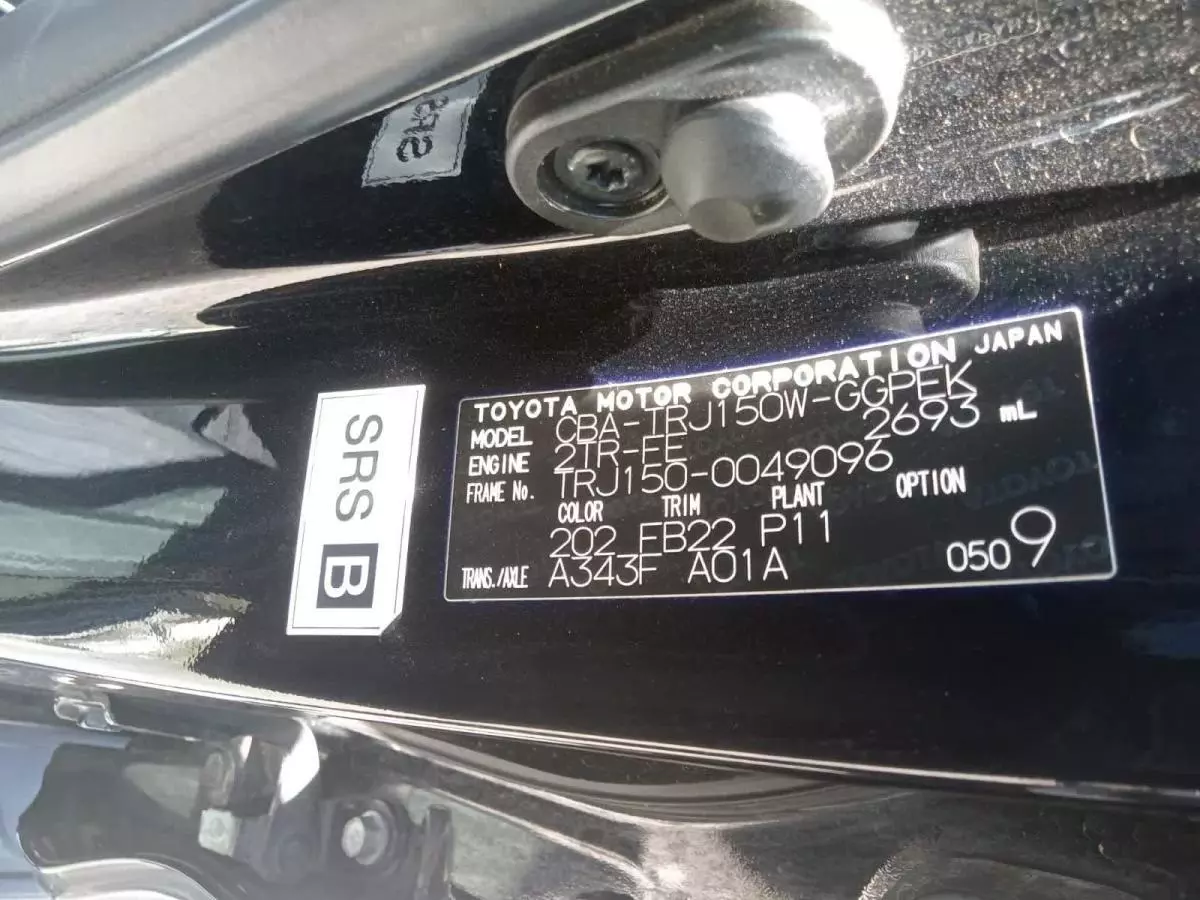 SRS
SRS B
TOYOTA MOTOR CORPORATION JAPAN
MODEL CBA-TRJ150W-GGPEK
ENGINE 2TR-FE 2693 mL
FRAME No. TRJ150-0049096
COLOR TRIM PLANT OPTION
202 FB22 P11
TRANS./AXLE A343F A01A 0509